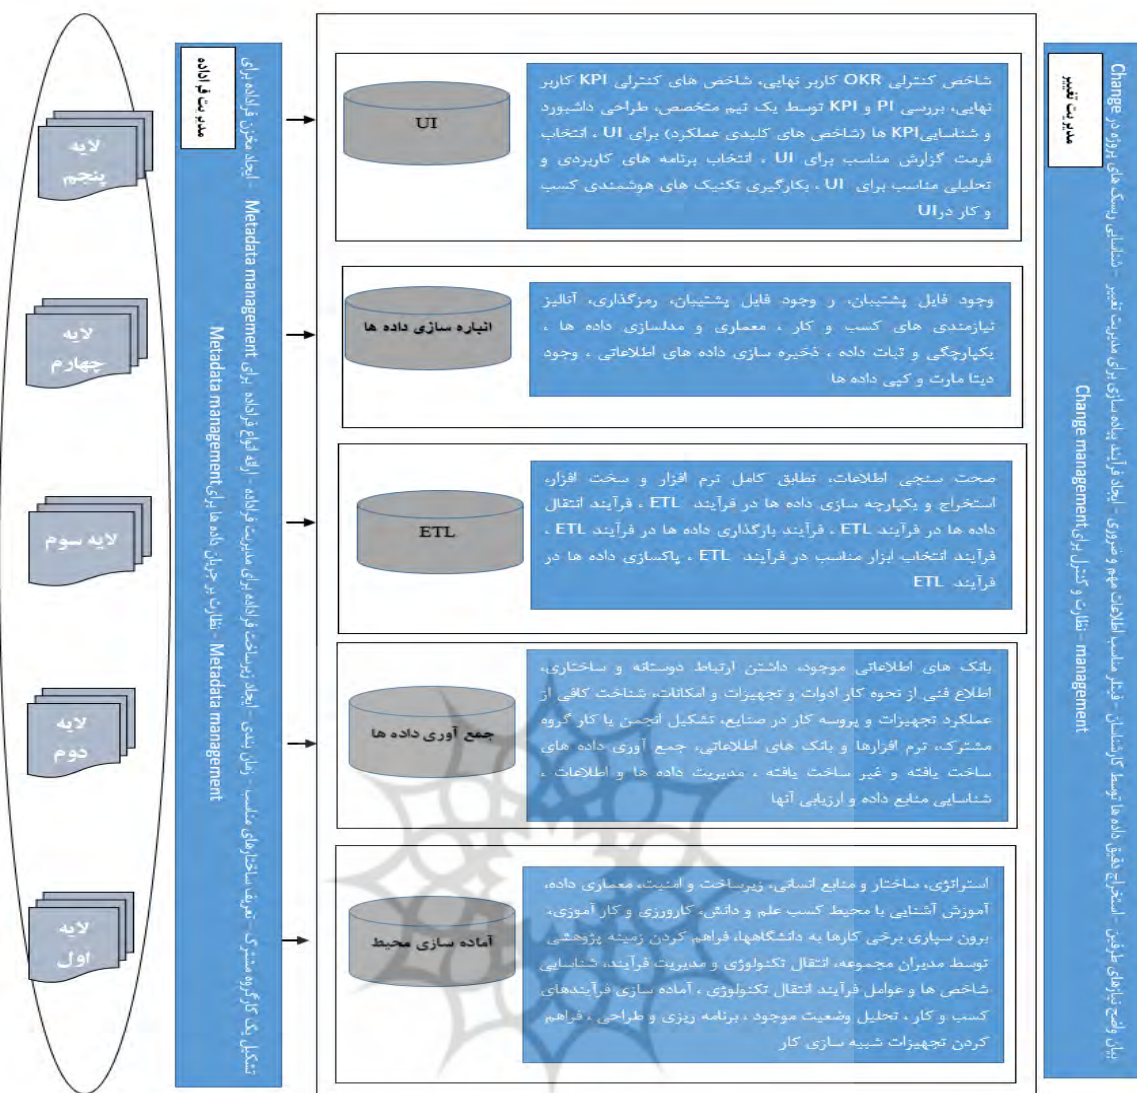 مدیریت تغییر
بیان واضح نیازهای طرفین - استخراج دقیق داده ها توسط کارشناسان - فیلتر مناسب اطلاعات مهم و ضروری - ایجاد فرآیند پیاده سازی برای مدیریت تغییر - شناسایی ریسک های پروژه در Change
management - نظارت و کنترل برای Change management
شاخص کنترلی OKR کاربر نهایی، شاخص های کنترلی KPI کاربر
نهایی، بررسی PI و KPI توسط یک تیم متخصص، طراحی داشبورد
و شناساییKPI ها (شاخص های کلیدی عملکرد) برای UI ، انتخاب
فرمت گزارش مناسب برای UI ، انتخاب برنامه های کاربردی و
تحلیلی مناسب برای UI ، بکارگیری تکنیک های هوشمندی کسب
و کار درUI
UI
وجود فایل پشتیبان، ر وجود فایل پشتیبان، رمزگذاری، آنالیز
نیازمندی های کسب و کار ، معماری و مدلسازی داده ها ،
یکپارچگی و ثبات داده ، ذخیره سازی داده های اطلاعاتی ، وجود
دیتا مارت و کپی داده ها
انباره سازی داده ها
صحت سنجی اطلاعات، تطابق کامل نرم افزار و سخت افزار،
استخراج و یکپارچه سازی داده ها در فرآیند ETL ، فرآیند انتقال
داده ها در فرآیند ETL ، فرآیند بارگذاری داده ها در فرآیند ETL ،
فرآیند انتخاب ابزار مناسب در فرآیند ETL ، پاکسازی داده ها در
فرآیند ETL
ETL
بانک های اطلاعاتی موجود، داشتن ارتباط دوستانه و ساختاری،
اطلاع فنی از نحوه کار ادوات و تجهیزات و امکانات، شناخت کافی از
عملکرد تجهیزات و پروسه کار در صنایع، تشکیل انجمن یا کار گروه
مشترک، نرم افزارها و بانک های اطلاعاتی، جمع آوری داده های
ساخت یافته و غیر ساخت یافته ، مدیریت داده ها و اطلاعات ،
شناسایی منابع داده و ارزیابی آنها
جمع آوری داده ها
استراتژی، ساختار و منابع انسانی، زیرساخت و امنیت، معماری داده،
آموزش آشنایی با محیط کسب علم و دانش، کارورزی و کار آموزی،
برون سپاری برخی کارها به دانشگاهها، فراهم کردن زمینه پژوهشی
توسط مدیران مجموعه، انتقال تکنولوژی و مدیریت فرآیند، شناسایی
شاخص ها و عوامل فرآیند انتقال تکنولوژی ، آماده سازی فرآیندهای
کسب و کار ، تحلیل وضعیت موجود ، برنامه ریزی و طراحی ، فراهم
کردن تجهیزات شبیه سازی کار
آماده سازی محیط
مدیریت فراداده
تشکیل یک کارگروه مشترک - تعریف ساختارهای مناسب - زمان بندی - ایجاد زیرساخت فراداده برای مدیریت فراداده - ارائه انواع فراداده برای Metadata management - ایجاد مخزن فراداده برای
Metadata management - نظارت بر جریان داده ها برایMetadata management
لایه
پنجم
لایه
چهارم
لایه سوم
لایه
دوم
لایه
اول